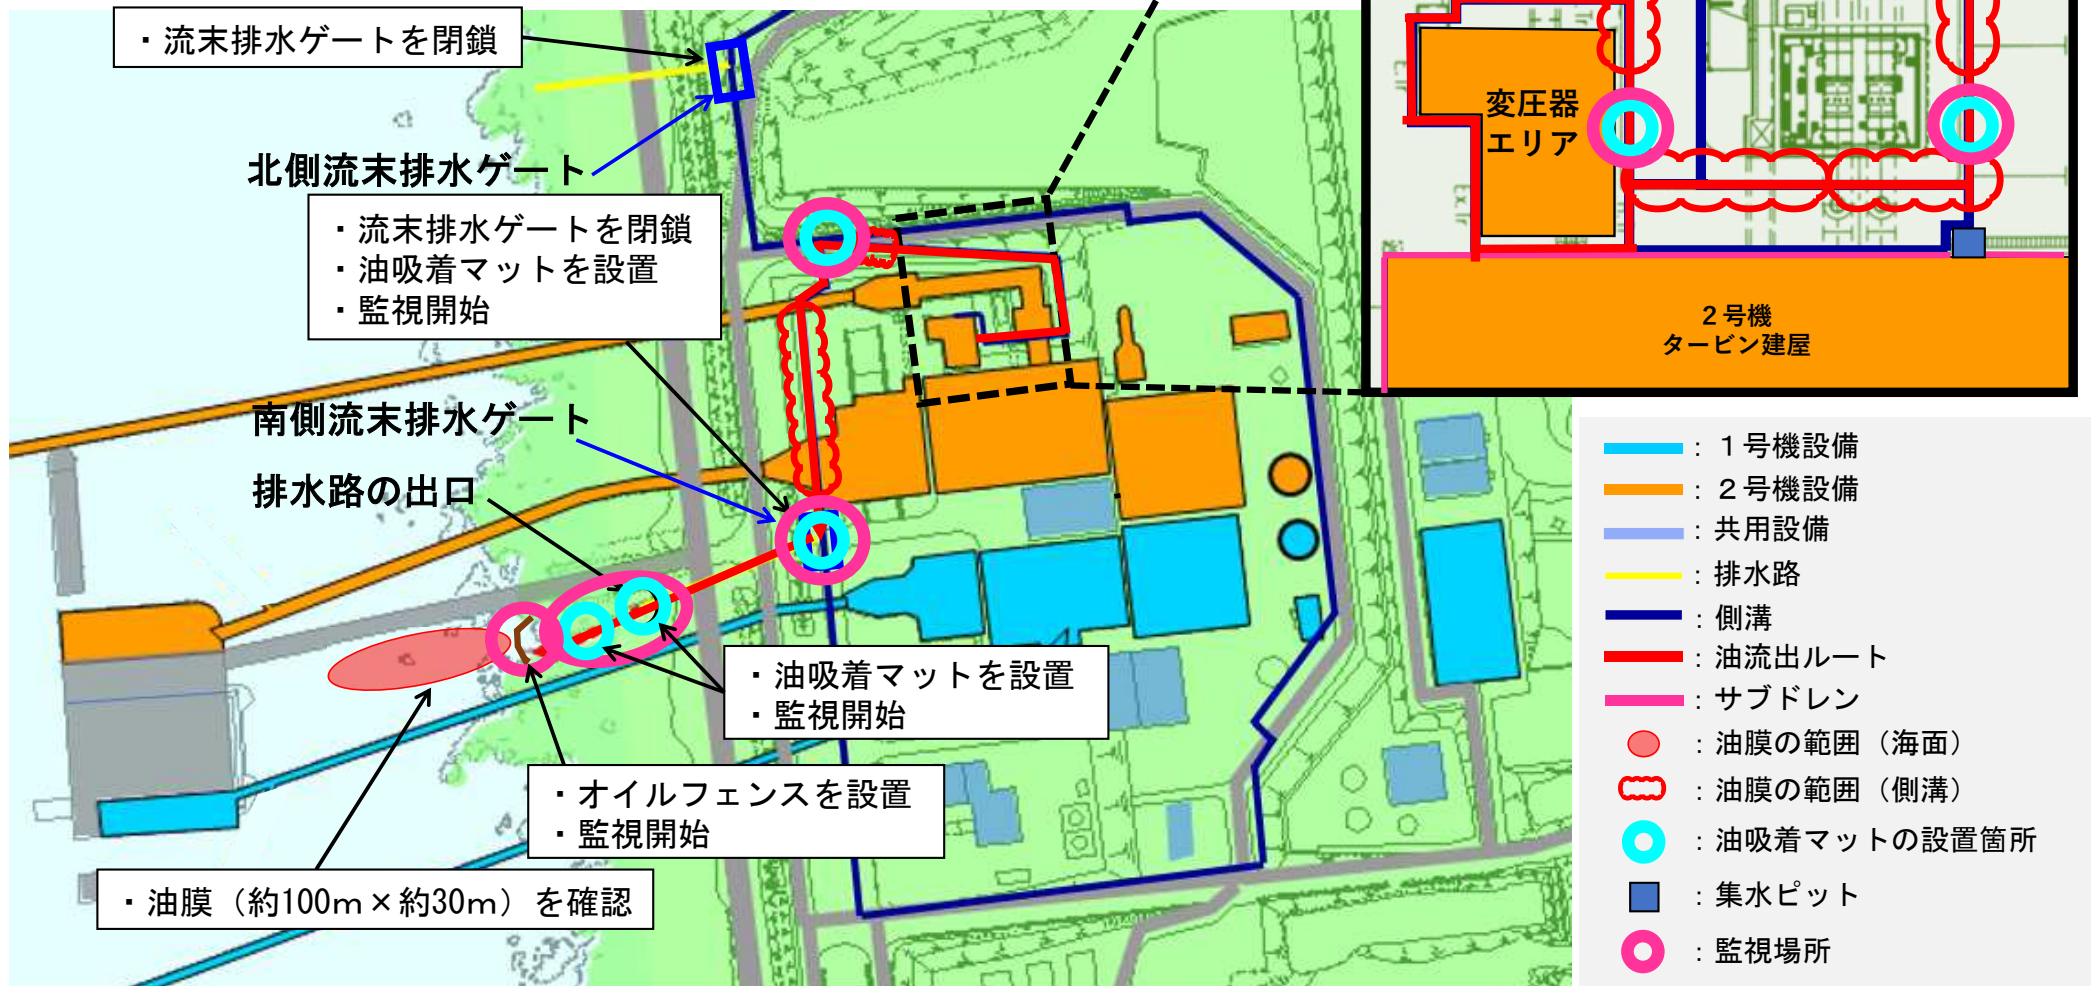 ・流末排水ゲートを閉鎖
北側流末排水ゲート
・流末排水ゲートを閉鎖
・油吸着マットを設置
・監視開始
南側流末排水ゲート
排水路の出口
・油吸着マットを設置
・監視開始
・オイルフェンスを設置
・監視開始
・油膜（約100m×約30m）を確認
変圧器
エリア
２号機
タービン建屋
：１号機設備
：２号機設備
：共用設備
：排水路
：側溝
：油流出ルート
：サブドレン
：油膜の範囲（海面）
：油膜の範囲（側溝）
：油吸着マットの設置箇所
：集水ピット
：監視場所